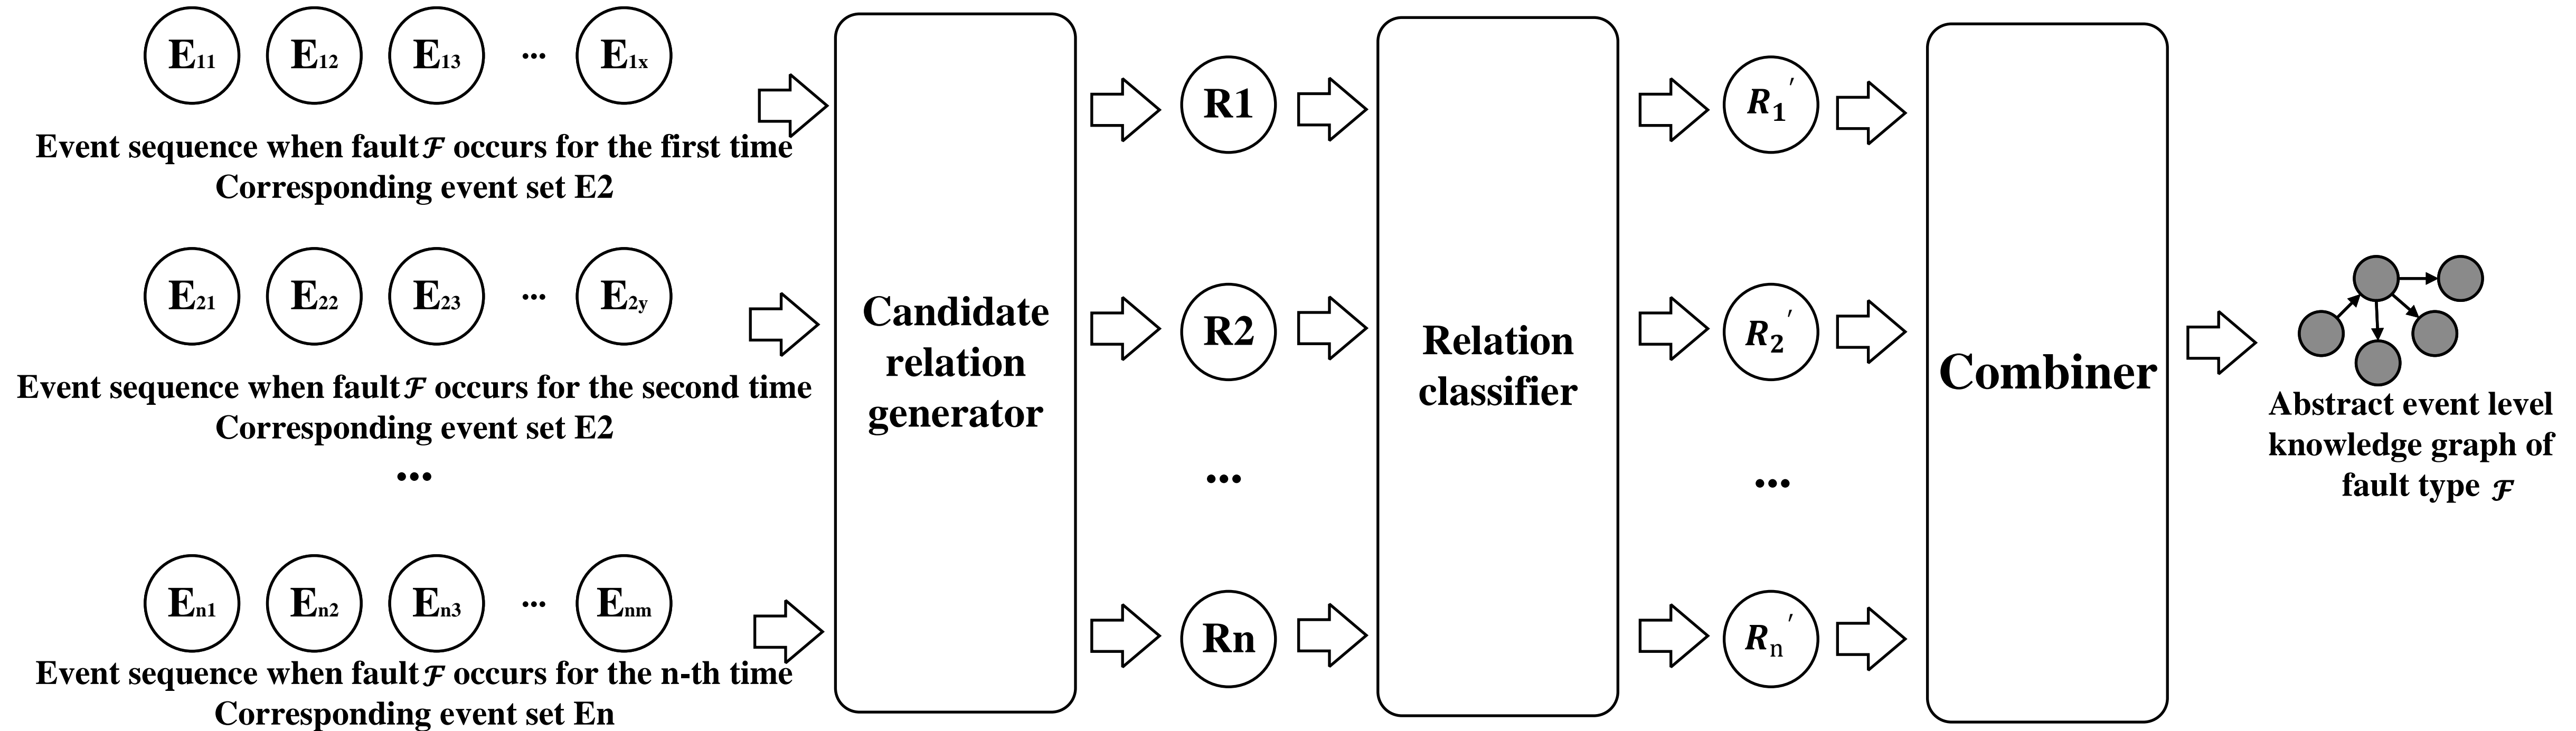 E11 E12 E13 ... E1x
Event sequence when fault ℱ occurs for the first time
Corresponding event set E2
E21 E22 E23 ... E2y
Event sequence when fault ℱ occurs for the second time
Corresponding event set E2
...
En1 En2 En3 ... Enm
Event sequence when fault ℱ occurs for the n-th time
Corresponding event set En
Candidate
relation
generator
R1
R2
...
Rn
Relation
classifier
R1′
R2′
...
Rn′
Combiner
Abstract event level
knowledge graph of
fault type ℱ